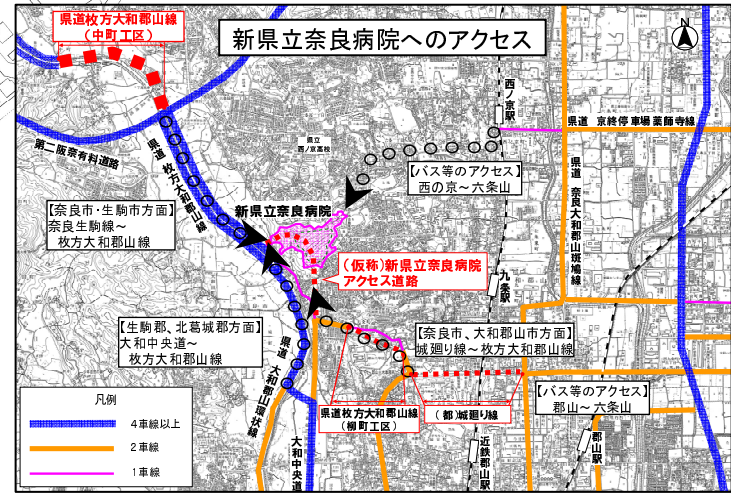 県道枚方大和郡山線
（中町工区）
新県立奈良病院へのアクセス
N
西ノ京駅
県道 京終停車場薬師寺線
県立
西ノ京高校
第二阪奈有料道路
県道 枚方大和郡山線
【バス等のアクセス】
西の京～六条山
県道 奈良大和郡山斑鳩線
【奈良市・生駒市方面】
奈良生駒線～
枚方大和郡山線
新県立奈良病院
（仮称）新県立奈良病院
アクセス道路
九条駅
【生駒郡、北葛城郡方面】
大和中央道～
枚方大和郡山線
【奈良市、大和郡山市方面】
城廻り線～枚方大和郡山線
県道 大和郡山環状線
【バス等のアクセス】
郡山～六条山
県道枚方大和郡山線
（柳町工区）
（都）城廻り線
大和中央道
近鉄郡山駅
郡山駅
凡例
4車線以上
2車線
1車線